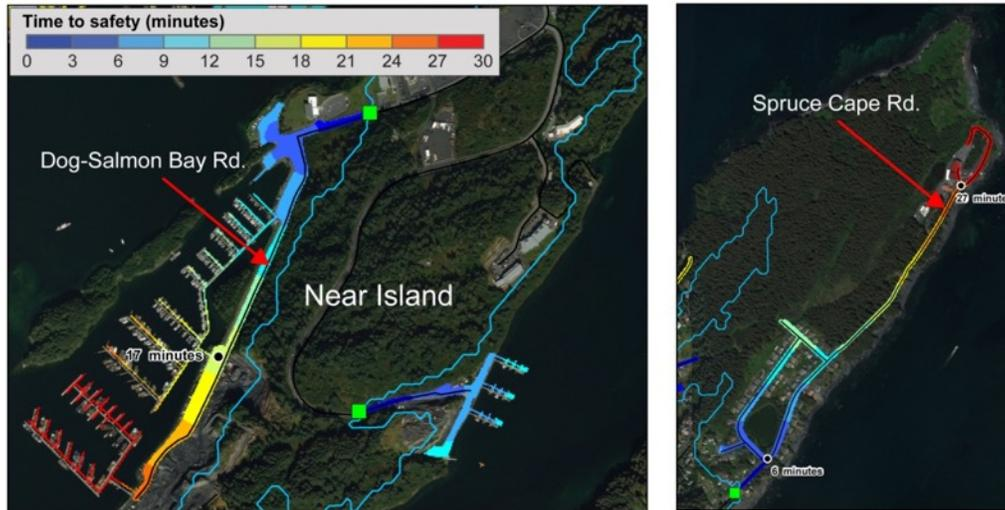 Time to safety (minutes)
0 3 6 9 12 15 18 21 24 27 30
Dog-Salmon Bay Rd.
Near Island
17 minutes
Spruce Cape Rd.
27 minutes
6 minutes